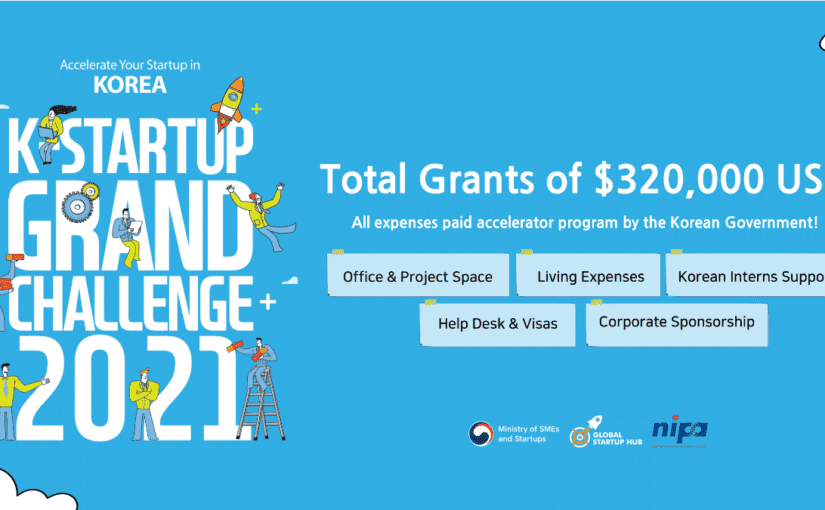 Accelerate Your Startup in
KOREA
K-STARTUP
GRAND
CHALLENGE
2021
Total Grants of $320,000 US
All expenses paid accelerator program by the Korean Government!
Office & Project Space
Living Expenses
Korean Interns Suppo
Help Desk & Visas
Corporate Sponsorship
Ministry of SMEs
and Startups
GLOBAL
STARTUP HUB
nipa